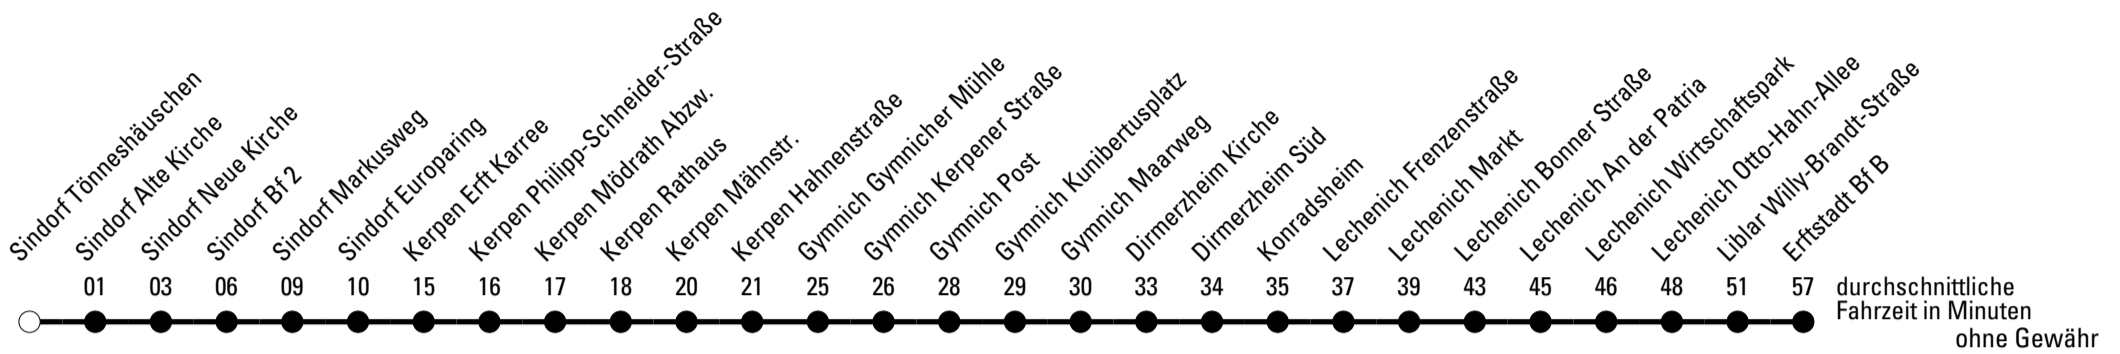 Sindorf Tönneshäuschen
Sindorf Alte Kirche
Sindorf Neue Kirche
Sindorf Bf 2
Sindorf Markusweg
Sindorf Europaring
Kerpen Erft Karree
Kerpen Philipp-Schneider-Straße
Kerpen Mödrath Abzw.
Kerpen Rathaus
Kerpen Mähnstr.
Kerpen Hahnenstraße
Gymnich Gymnicher Mühle
Gymnich Kerpener Straße
Gymnich Post
Gymnich Kunibertusplatz
Gymnich Maarweg
Dirmerzheim Kirche
Dirmerzheim Süd
Konradsheim
Lechenich Frenzenstraße
Lechenich Markt
Lechenich Bonner Straße
Lechenich An der Patria
Lechenich Wirtschaftspark
Lechenich Otto-Hahn-Allee
Liblar Willy-Brandt-Straße
Erftstadt Bf B
01 03 06 09 10 15 16 17 18 20 21 25 26 28 29 30 33 34 35 37 39 43 45 46 48 51 57 durchschnittliche
Fahrzeit in Minuten
ohne Gewähr